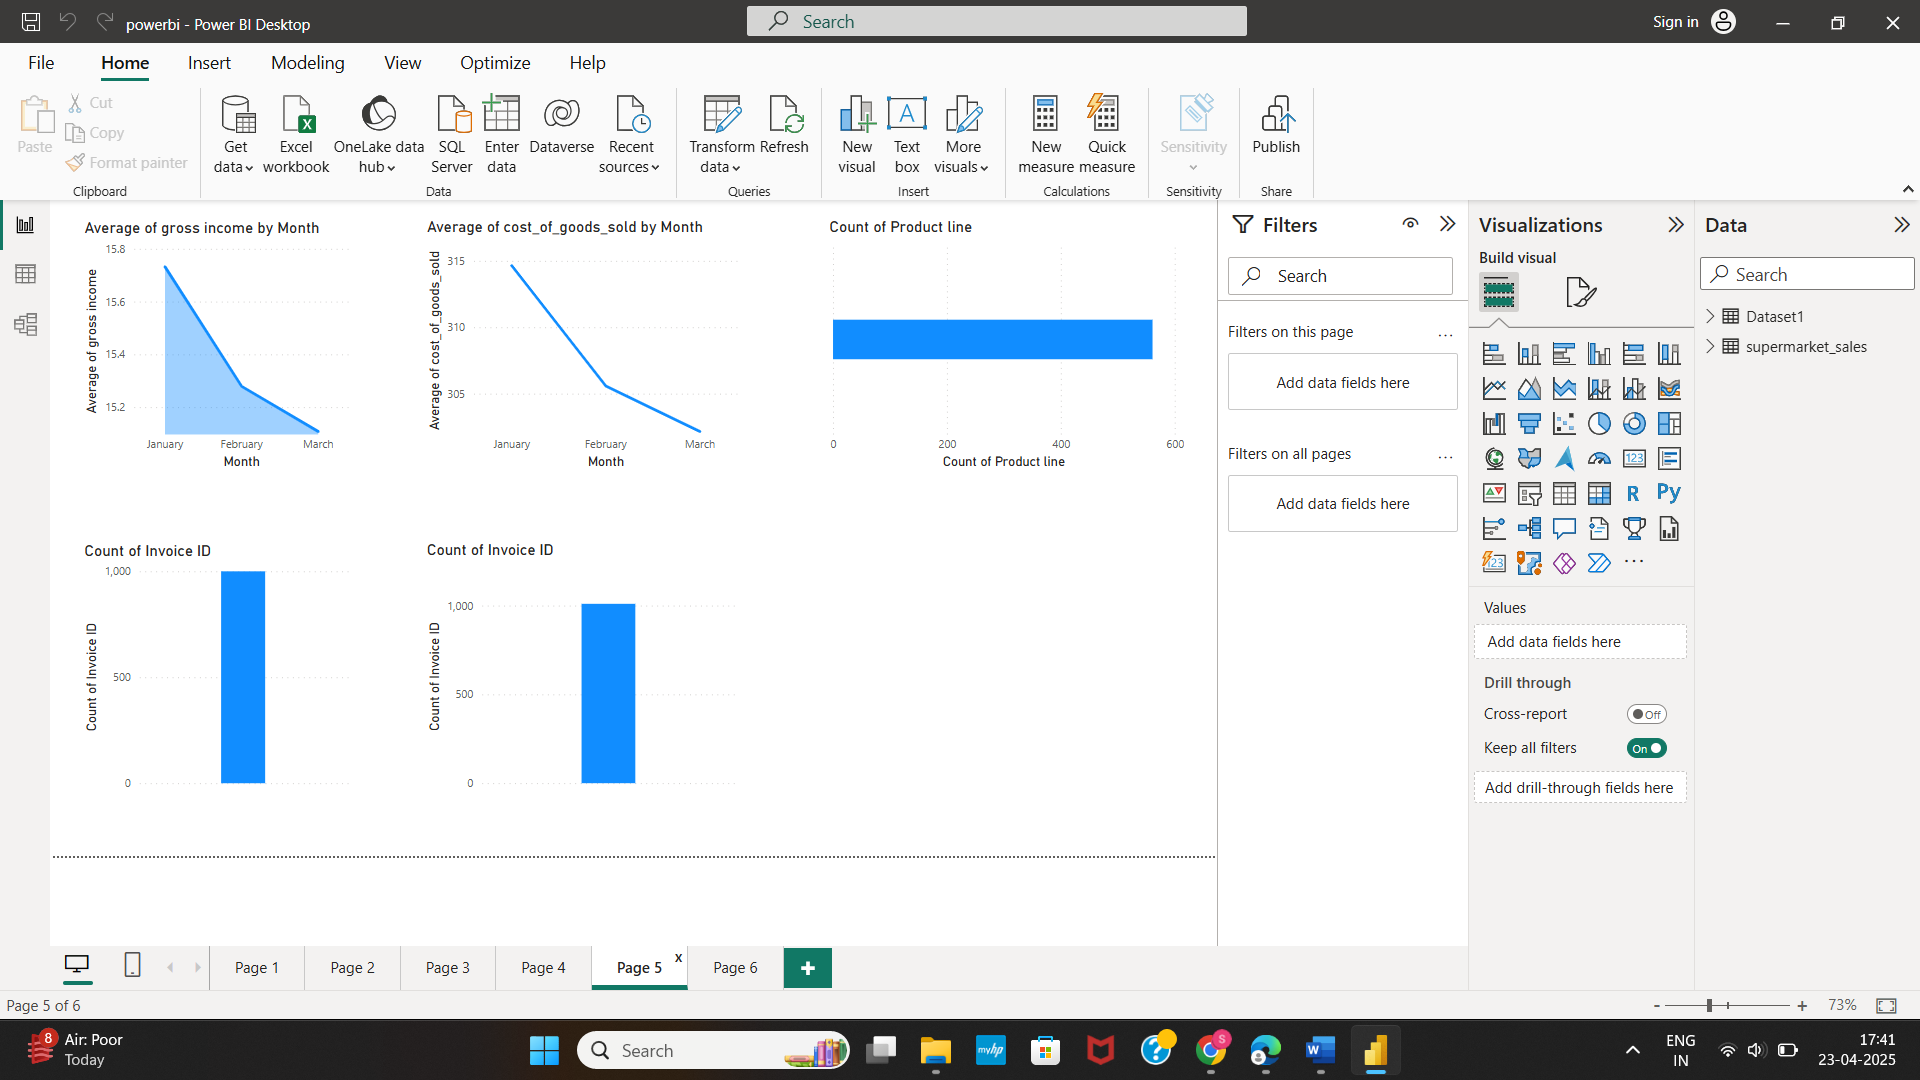 powerbi - Power BI Desktop
Search
Sign in
File
Home
Insert
Modeling
View
Optimize
Help
Paste
Cut
Copy
Format painter
Clipboard
Get data
Excel workbook
OneLake data hub
SQL Server
Enter data
Dataverse
Recent sources
Data
Transform data
Refresh
Queries
New visual
Text box
More visuals
Insert
New measure
Quick measure
Calculations
Sensitivity
Sensitivity
Publish
Share
Average of gross income by Month
Average of gross income
15.8
15.6
15.4
15.2
January
February
March
Month
Average of cost_of_goods_sold by Month
Average of cost_of_goods_sold
315
310
305
January
February
March
Month
Count of Product line
0
200
400
600
Count of Product line
Count of Invoice ID
Count of Invoice ID
1,000
500
0
Count of Invoice ID
Count of Invoice ID
1,000
500
0
Filters
Search
Filters on this page
...
Add data fields here
Filters on all pages
...
Add data fields here
Visualizations
Build visual
123
R
Py
123
...
Values
Add data fields here
Drill through
Cross-report
Off
Keep all filters
On
Add drill-through fields here
Data
Search
Dataset1
supermarket_sales
Page 1
Page 2
Page 3
Page 4
Page 5
x
Page 6
+
Page 5 of 6
-
+
73%
8
Air: Poor
Today
Search
myhp
?
S
W
ENG
IN
17:41
23-04-2025